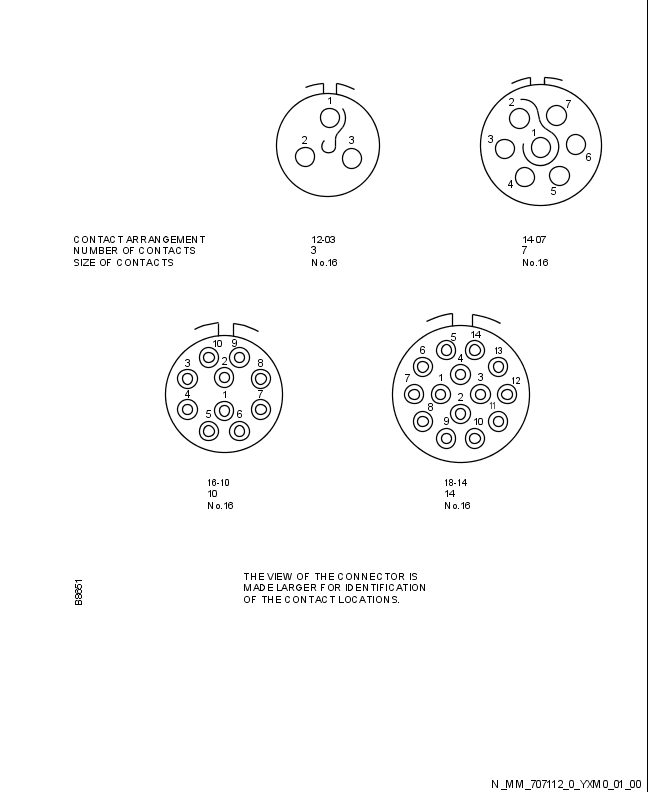 1
2
3
2
7
1
3
6
4
5
CONTACT ARRANGEMENT 12-03 14-07
NUMBER OF CONTACTS 3 7
SIZE OF CONTACTS No.16 No.16
10 9
3 2 8
4 1 7
5 6
5 14
6 4 13
7 1 3 12
8 2 11
9 10
16-10 18-14
10 14
No.16 No.16
THE VIEW OF THE CONNECTOR IS
MADE LARGER FOR IDENTIFICATION
OF THE CONTACT LOCATIONS.
B8651
N_MM_707112_0_YXM0_01_00